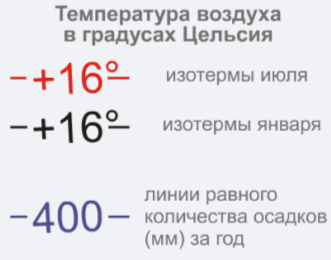 Температура воздуха
в градусах Цельсия
–+16°– изотермы июля
–+16°– изотермы января
–400– линии равного
количества осадков
(мм) за год